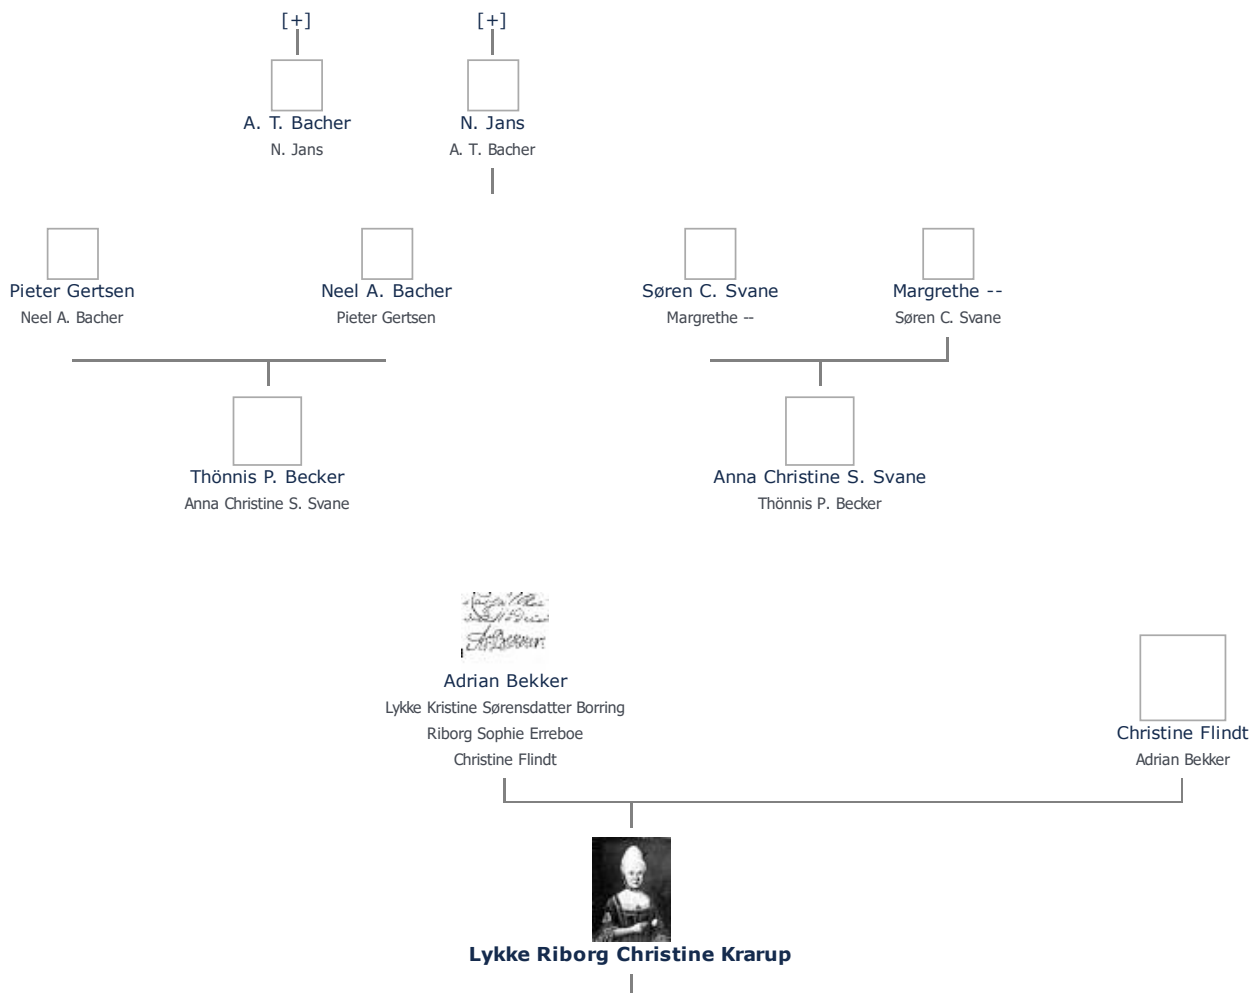 [+] [+]
A. T. Bacher N. Jans
N. Jans A. T. Bacher
Pieter Gertsen Neel A. Bacher Søren C. Svane Margrethe --
Neel A. Bacher Pieter Gertsen Margrethe -- Søren C. Svane
Thönnis P. Becker Anna Christine S. Svane
Anna Christine S. Svane Thönnis P. Becker
Adrian Bekker
Lykke Kristine Sørensdatter Borring
Riborg Sophie Erreboe
Christine Flindt
Christine Flindt
Adrian Bekker
Lykke Riborg Christine Krarup